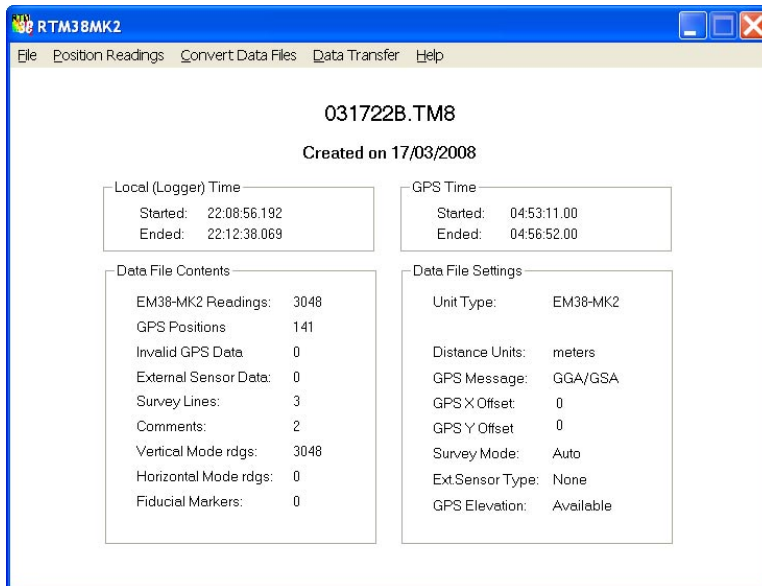 RTM38MK2
File Position Readings Convert Data Files Data Transfer Help
031722B.TM8
Created on 17/03/2008
Local (Logger) Time
Started: 22:08:56.192
Ended: 22:12:38.069
GPS Time
Started: 04:53:11.00
Ended: 04:56:52.00
Data File Contents
EM38-MK2 Readings: 3048
GPS Positions 141
Invalid GPS Data 0
External Sensor Data: 0
Survey Lines: 3
Comments: 2
Vertical Mode rdgs: 3048
Horizontal Mode rdgs: 0
Fiducial Markers: 0
Data File Settings
Unit Type: EM38-MK2
Distance Units: meters
GPS Message: GGA/GSA
GPS X Offset: 0
GPS Y Offset 0
Survey Mode: Auto
Ext.Sensor Type: None
GPS Elevation: Available